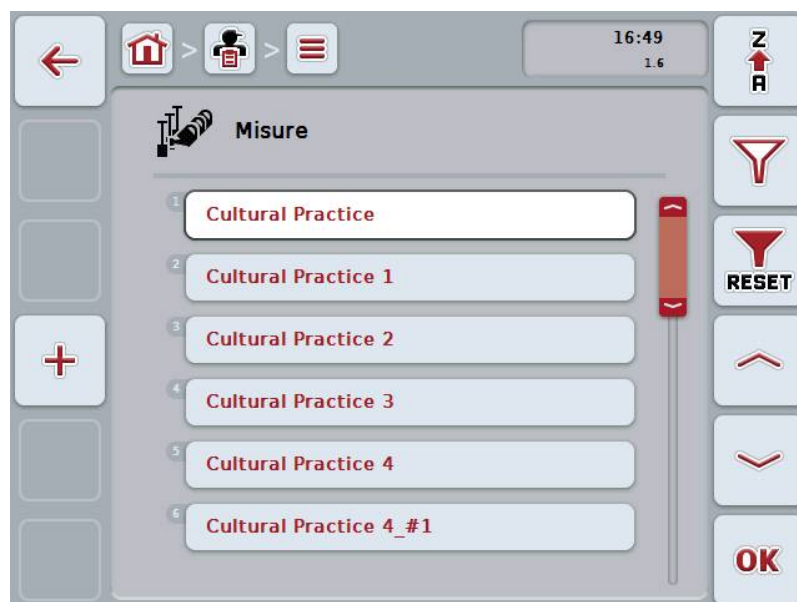 16:49
1.6
Z
A
Misure
1
Cultural Practice
2
Cultural Practice 1
RESET
3
Cultural Practice 2
4
Cultural Practice 3
5
Cultural Practice 4
6
Cultural Practice 4_#1
OK